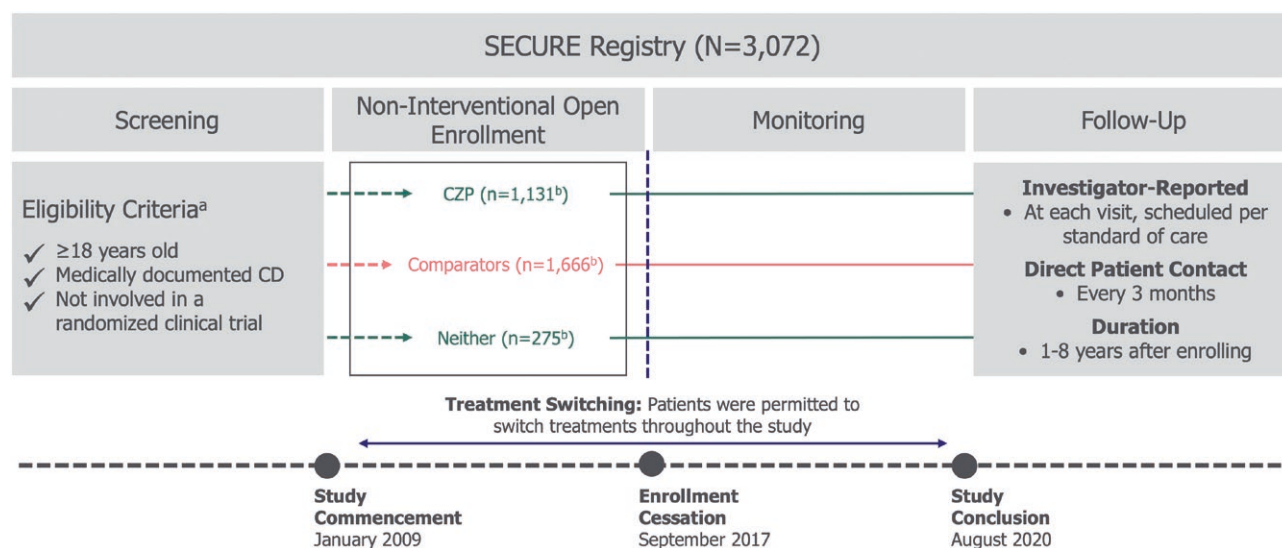 SECURE Registry (N=3,072)
Screening
Non-Interventional Open
Enrollment
Monitoring
Follow-Up
Eligibility Criteriaᵃ
✓ ≥18 years old
✓ Medically documented CD
✓ Not involved in a
randomized clinical trial
CZP (n=1,131ᵇ)
Comparators (n=1,666ᵇ)
Neither (n=275ᵇ)
Investigator-Reported
• At each visit, scheduled per
standard of care
Direct Patient Contact
• Every 3 months
Duration
• 1-8 years after enrolling
Treatment Switching: Patients were permitted to
switch treatments throughout the study
Study
Commencement
January 2009
Enrollment
Cessation
September 2017
Study
Conclusion
August 2020